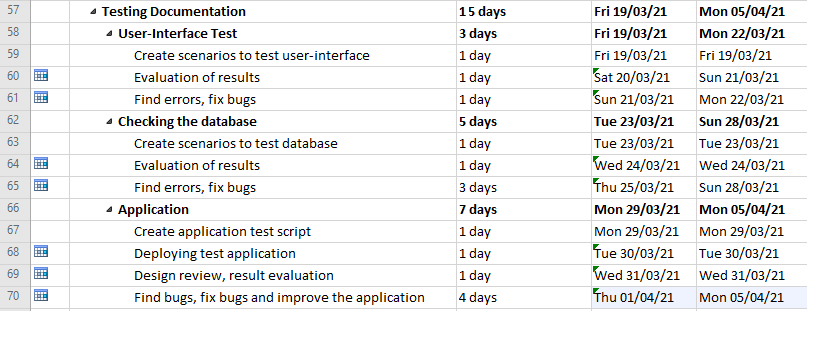 57 Testing Documentation 15 days Fri 19/03/21 Mon 05/04/21
58 User-Interface Test 3 days Fri 19/03/21 Mon 22/03/21
59 Create scenarios to test user-interface 1 day Fri 19/03/21 Fri 19/03/21
60 Evaluation of results 1 day Sat 20/03/21 Sun 21/03/21
61 Find errors, fix bugs 1 day Sun 21/03/21 Mon 22/03/21
62 Checking the database 5 days Tue 23/03/21 Sun 28/03/21
63 Create scenarios to test database 1 day Tue 23/03/21 Tue 23/03/21
64 Evaluation of results 1 day Wed 24/03/21 Wed 24/03/21
65 Find errors, fix bugs 3 days Thu 25/03/21 Sun 28/03/21
66 Application 7 days Mon 29/03/21 Mon 05/04/21
67 Create application test script 1 day Mon 29/03/21 Mon 29/03/21
68 Deploying test application 1 day Tue 30/03/21 Tue 30/03/21
69 Design review, result evaluation 1 day Wed 31/03/21 Wed 31/03/21
70 Find bugs, fix bugs and improve the application 4 days Thu 01/04/21 Mon 05/04/21